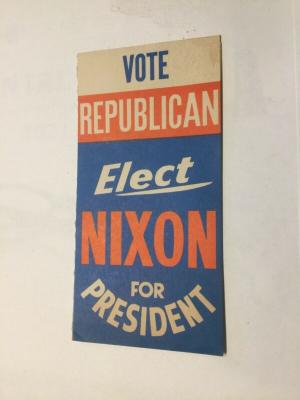 VOTE
REPUBLICAN
Elect
NIXON
FOR
PRESIDENT